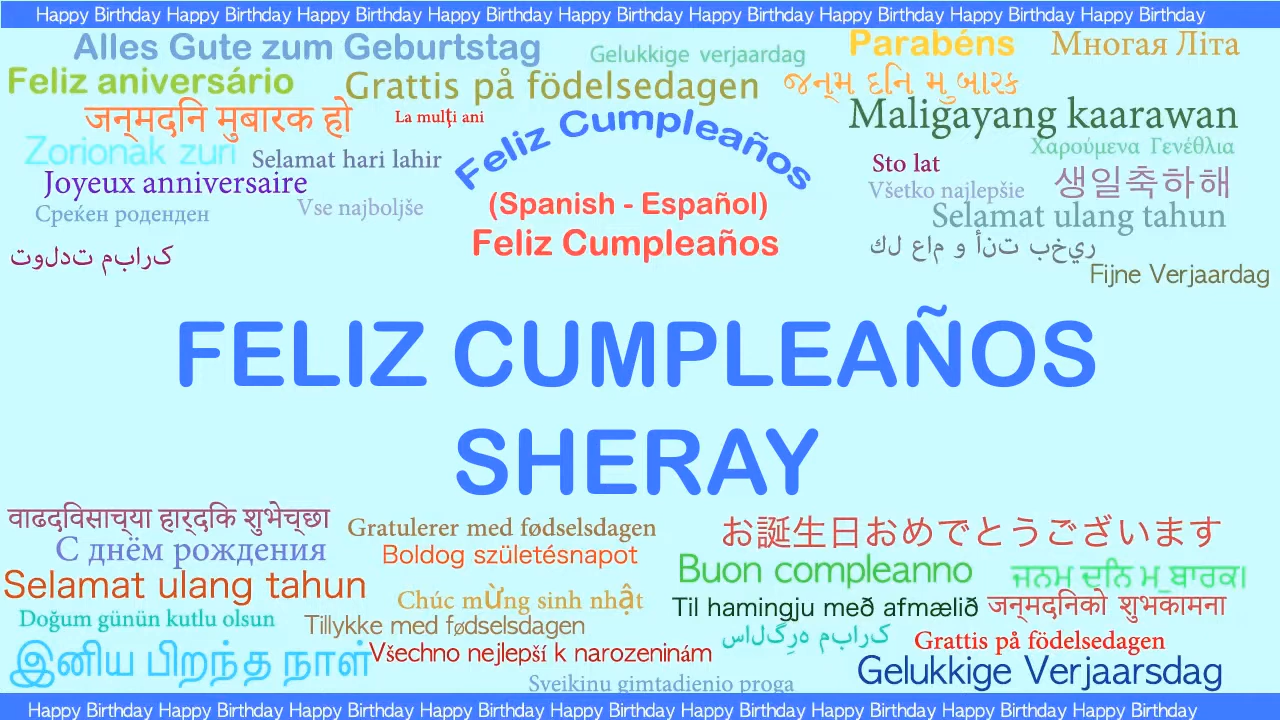 Happy Birthday Happy Birthday Happy Birthday Happy Birthday Happy Birthday Happy Birthday Happy Birthday Happy Birthday Happy Birthday
Alles Gute zum Geburtstag
Gelukkige verjaardag
Parabéns
Многая Літа
Feliz aniversário
Grattis på födelsedagen
જન્મ દનિ મુ બારક
जन्मदनि मुबारक हो
La mulţi ani
Feliz Cumpleaños
Maligayang kaarawan
Zorionak zuri
Selamat hari lahir
Sto lat
Χαρούμενα Γενέθλια
Joyeux anniversaire
Všetko najlepšie
생일축하해
Среќен роденден
Vse najboljše
(Spanish - Español)
Selamat ulang tahun
تولدت مبارک
Feliz Cumpleaños
كل عام و أنت بخير
Fijne Verjaardag
FELIZ CUMPLEAÑOS
SHERAY
वाढदविसाच्या हार्दकि शुभेच्छा
Gratulerer med fødselsdagen
お誕生日おめでとうございます
С днём рождения
Boldog születésnapot
Buon compleanno
ਜਨਮ ਦਨਿ ਮੁਬਾਰਕ।
Selamat ulang tahun
Chúc mừng sinh nhật
Til hamingju með afmælið
जन्मदनिको शुभकामना
Doğum günün kutlu olsun
Tillykke med fødselsdagen
سالگرہ مبارک
Grattis på födelsedagen
இனிய பிறந்த நாள்
Všechno nejlepší k narozeninám
Gelukkige Verjaarsdag
Sveikinu gimtadienio proga
Happy Birthday Happy Birthday Happy Birthday Happy Birthday Happy Birthday Happy Birthday Happy Birthday Happy Birthday Happy Birthday